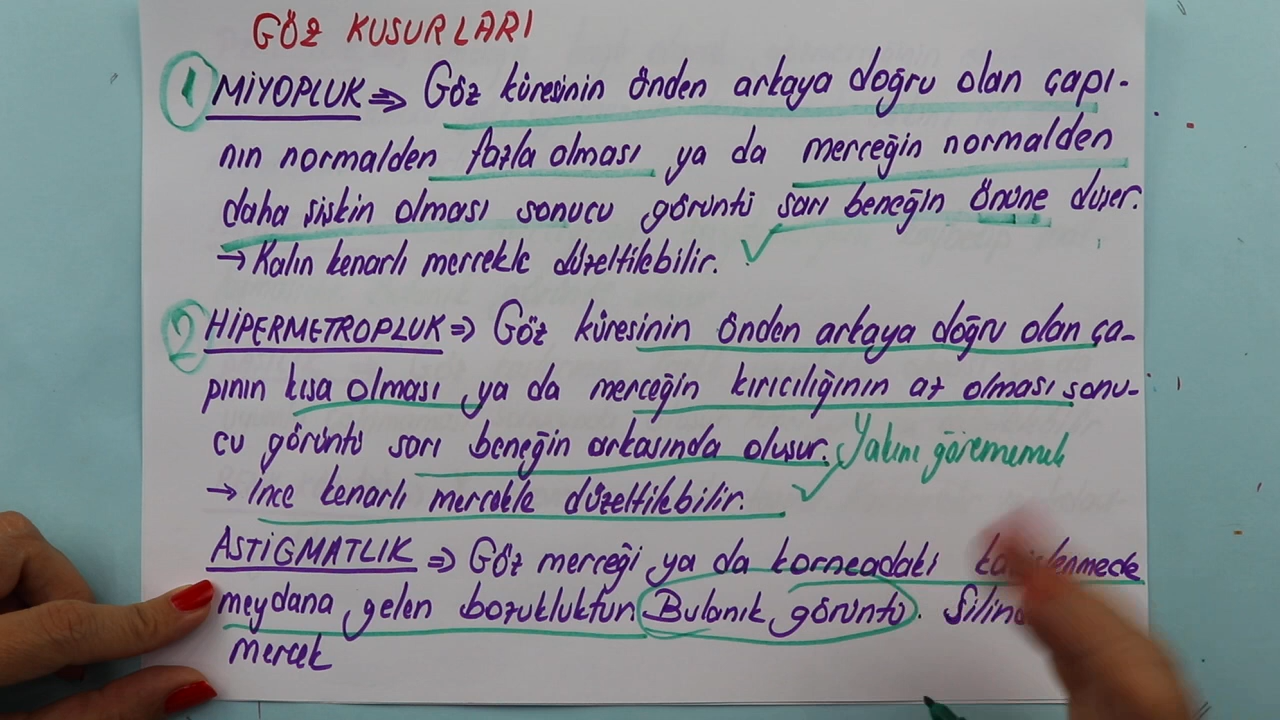 GÖZ KUSURLARI
1 MİYOPLUK ⇒ Göz küresinin önden arkaya doğru olan çapı-
nın normalden fazla olması ya da merceğin normalden
daha şişkin olması sonucu görüntü sarı beneğin önüne düşer.
→ Kalın kenarlı mercekle düzeltilebilir. ✓
2 HİPERMETROPLUK ⇒ Göz küresinin önden arkaya doğru olan ça-
pının kısa olması ya da merceğin kırıcılığının az olması sonu-
cu görüntü sarı beneğin arkasında oluşur. Yakını görememek
→ İnce kenarlı mercekle düzeltilebilir. ✓
ASTİGMATLIK ⇒ Göz merceği ya da korneadaki
meydana gelen bozukluktur. Bulanık görüntü.
mercek